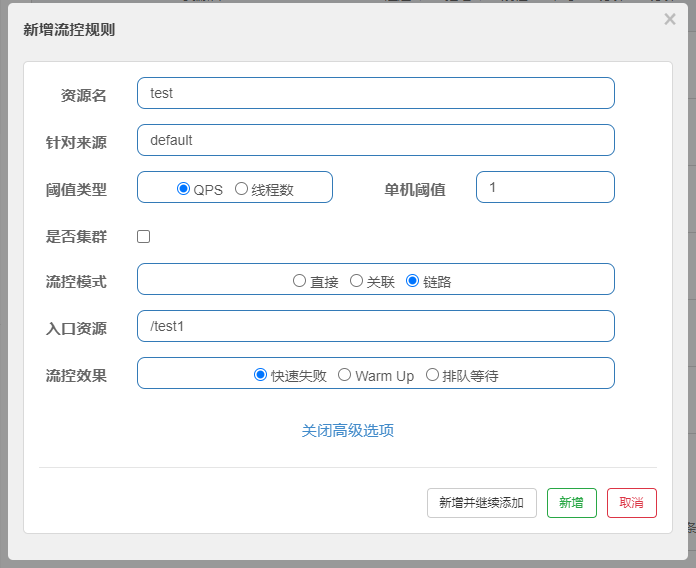 新增流控规则 ×
资源名 test
针对来源 default
阈值类型 QPS 线程数 单机阈值 1
是否集群
流控模式 直接 关联 链路
入口资源 /test1
流控效果 快速失败 Warm Up 排队等待
关闭高级选项
新增并继续添加 新增 取消
条